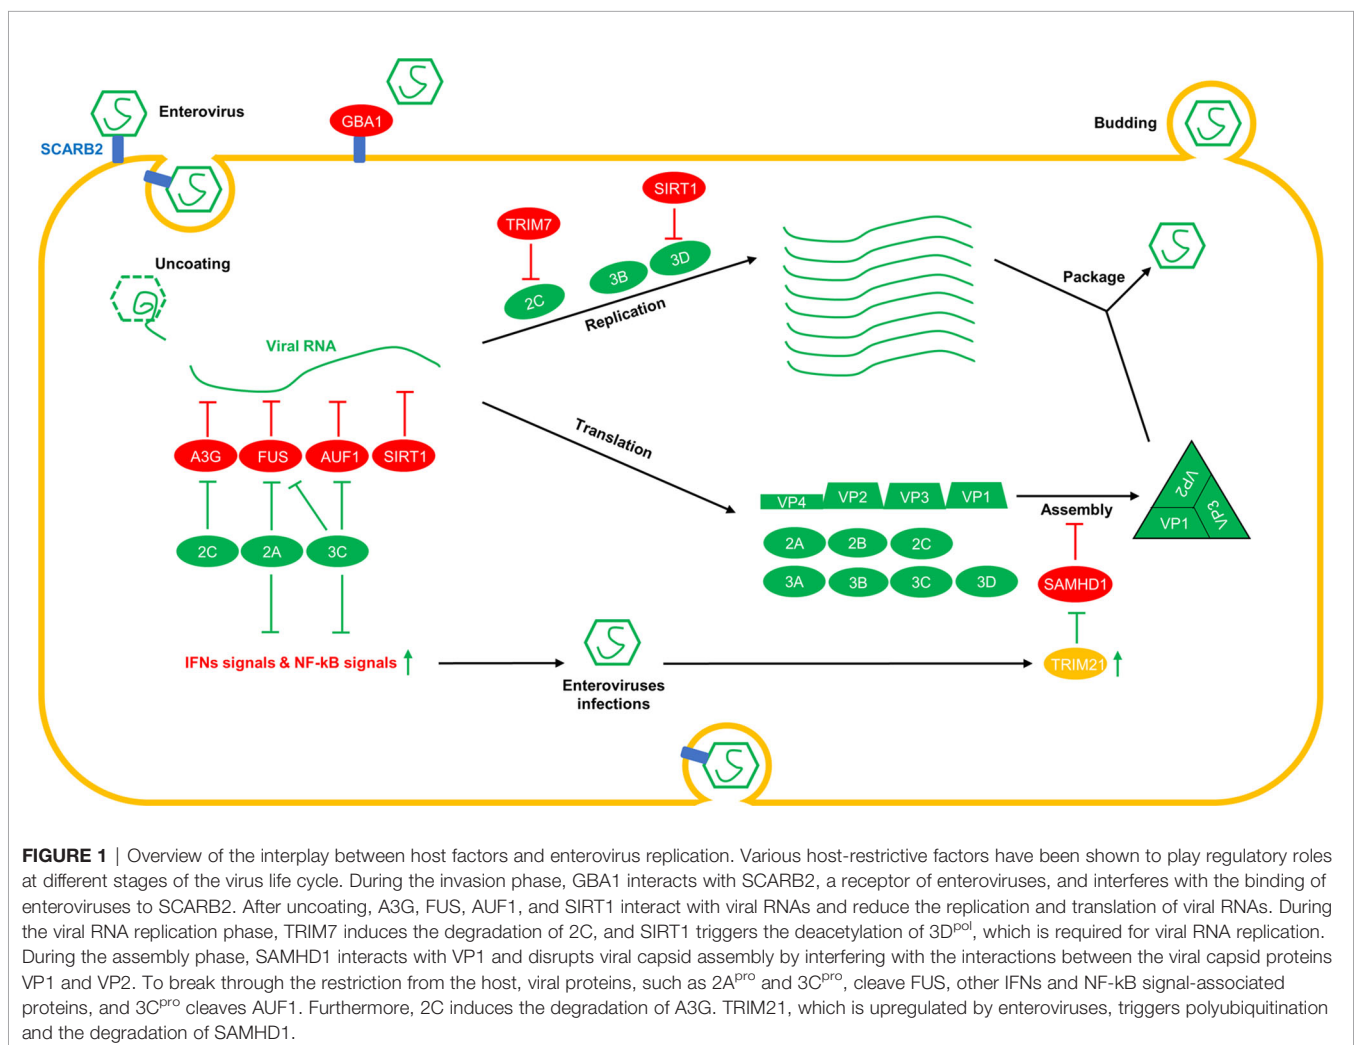 Enterovirus
SCARB2
GBA1
Budding
SIRT1
TRIM7
Uncoating
3D
3B
2C
Replication
Package
Viral RNA
Translation
A3G
FUS
AUF1
SIRT1
VP4
VP2
VP3
VP1
Assembly
VP2
VP3
VP1
2C
2A
3C
2A
2B
2C
3A
3B
3C
3D
SAMHD1
IFNs signals & NF-kB signals
Enteroviruses
infections
TRIM21
FIGURE 1 | Overview of the interplay between host factors and enterovirus replication. Various host-restrictive factors have been shown to play regulatory roles
at different stages of the virus life cycle. During the invasion phase, GBA1 interacts with SCARB2, a receptor of enteroviruses, and interferes with the binding of
enteroviruses to SCARB2. After uncoating, A3G, FUS, AUF1, and SIRT1 interact with viral RNAs and reduce the replication and translation of viral RNAs. During
the viral RNA replication phase, TRIM7 induces the degradation of 2C, and SIRT1 triggers the deacetylation of 3Dpol, which is required for viral RNA replication.
During the assembly phase, SAMHD1 interacts with VP1 and disrupts viral capsid assembly by interfering with the interactions between the viral capsid proteins
VP1 and VP2. To break through the restriction from the host, viral proteins, such as 2Apro and 3Cpro, cleave FUS, other IFNs and NF-kB signal-associated
proteins, and 3Cpro cleaves AUF1. Furthermore, 2C induces the degradation of A3G. TRIM21, which is upregulated by enteroviruses, triggers polyubiquitination
and the degradation of SAMHD1.